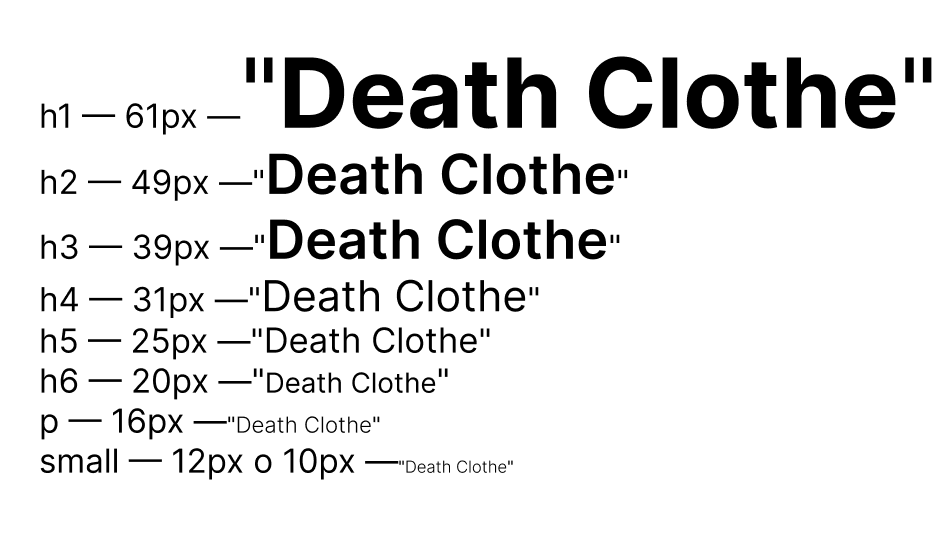 h1 — 61px — "Death Clothe"
h2 — 49px —"Death Clothe"
h3 — 39px —"Death Clothe"
h4 — 31px —"Death Clothe"
h5 — 25px —"Death Clothe"
h6 — 20px —"Death Clothe"
p — 16px —"Death Clothe"
small — 12px o 10px —"Death Clothe"